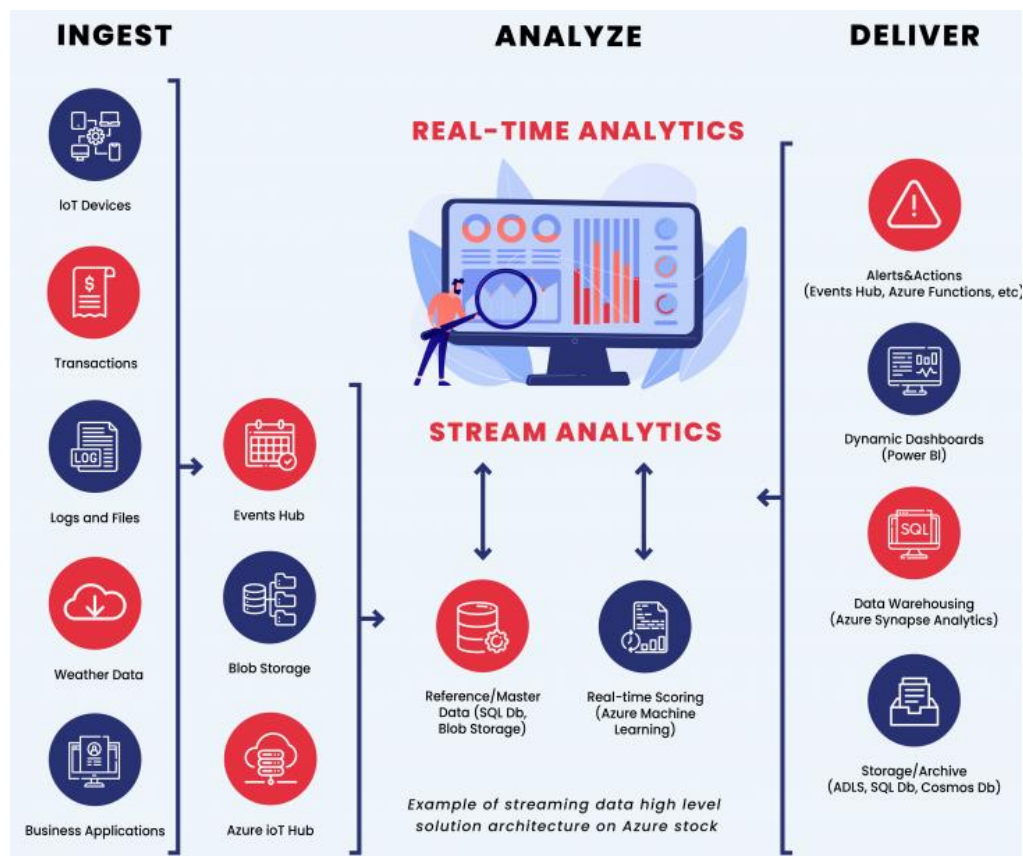 INGEST
ANALYZE
DELIVER
IoT Devices
Transactions
LOG
Logs and Files
Weather Data
Business Applications
Events Hub
Blob Storage
Azure ioT Hub
REAL-TIME ANALYTICS
STREAM ANALYTICS
Reference/Master
Data (SQL Db,
Blob Storage)
Real-time Scoring
(Azure Machine
Learning)
Example of streaming data high level
solution architecture on Azure stock
Alerts&Actions
(Events Hub, Azure Functions, etc)
Dynamic Dashboards
(Power BI)
SQL
Data Warehousing
(Azure Synapse Analytics)
Storage/Archive
(ADLS, SQL Db, Cosmos Db)